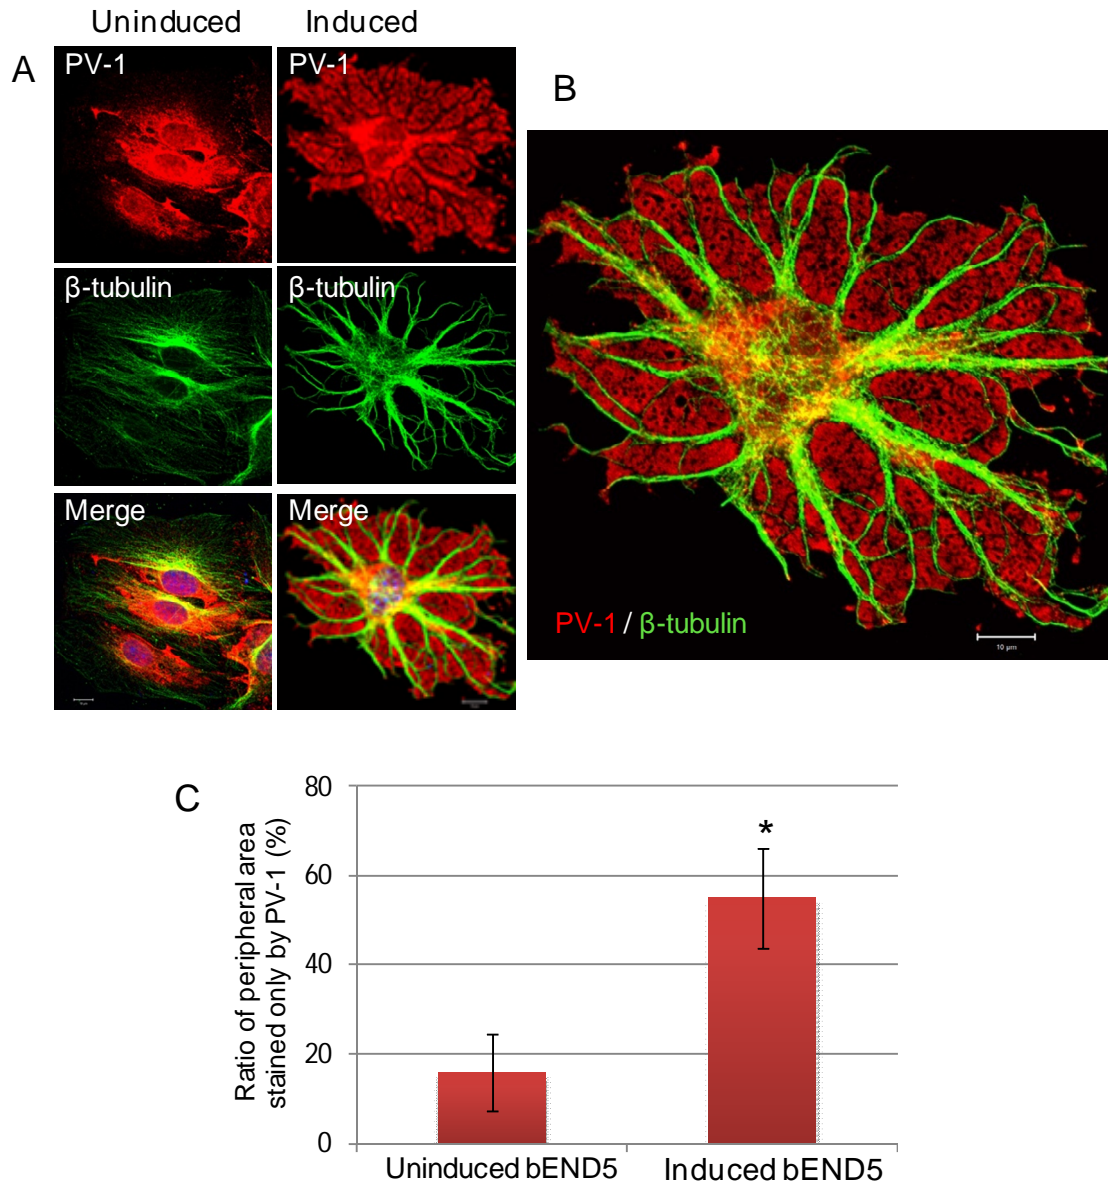 Uninduced Induced
A
PV-1 PV-1
β-tubulin β-tubulin
Merge Merge
B
PV-1 / β-tubulin
10 µm
C
Ratio of peripheral area
stained only by PV-1 (%)
80
60
40
20
0
*
Uninduced bEND5 Induced bEND5